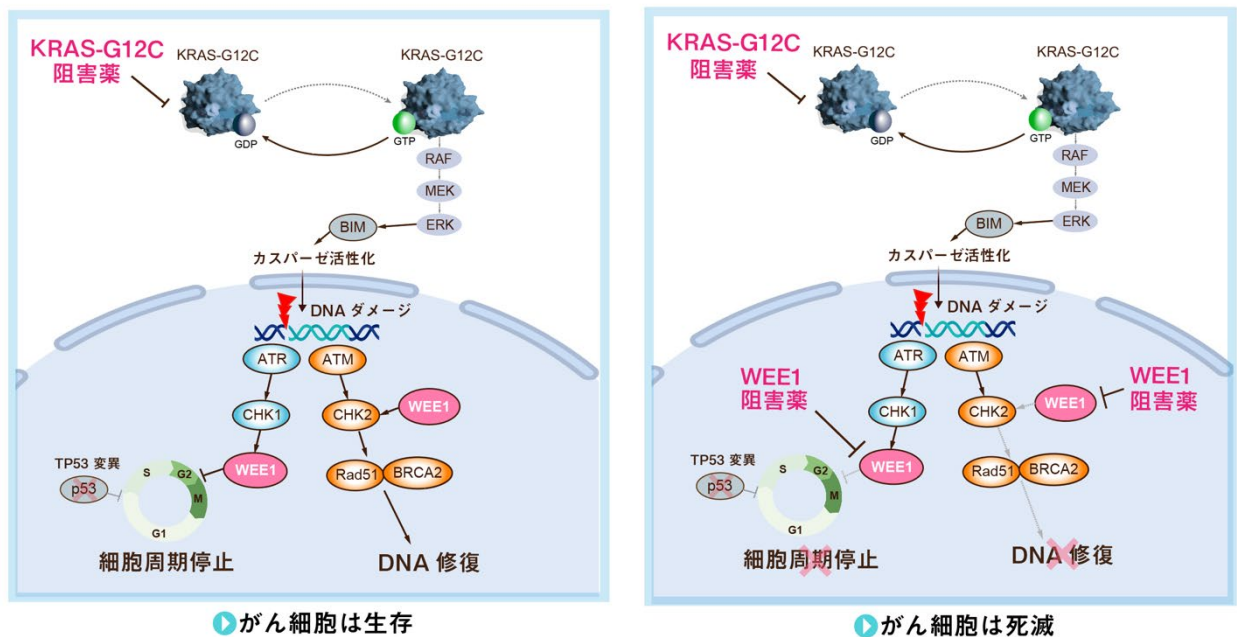 KRAS-G12C
阻害薬
KRAS-G12C
KRAS-G12C
GDP
GTP
RAF
MEK
ERK
BIM
カスパーゼ活性化
DNA ダメージ
ATR
ATM
CHK1
CHK2
WEE1
WEE1
Rad51
BRCA2
TP53 変異
p53
S
G2
M
G1
細胞周期停止
DNA 修復
がん細胞は生存
KRAS-G12C
阻害薬
KRAS-G12C
KRAS-G12C
GDP
GTP
RAF
MEK
ERK
BIM
カスパーゼ活性化
DNA ダメージ
ATR
ATM
WEE1
阻害薬
WEE1
阻害薬
CHK1
CHK2
WEE1
WEE1
Rad51
BRCA2
TP53 変異
p53
S
G2
M
G1
細胞周期停止
DNA 修復
がん細胞は死滅